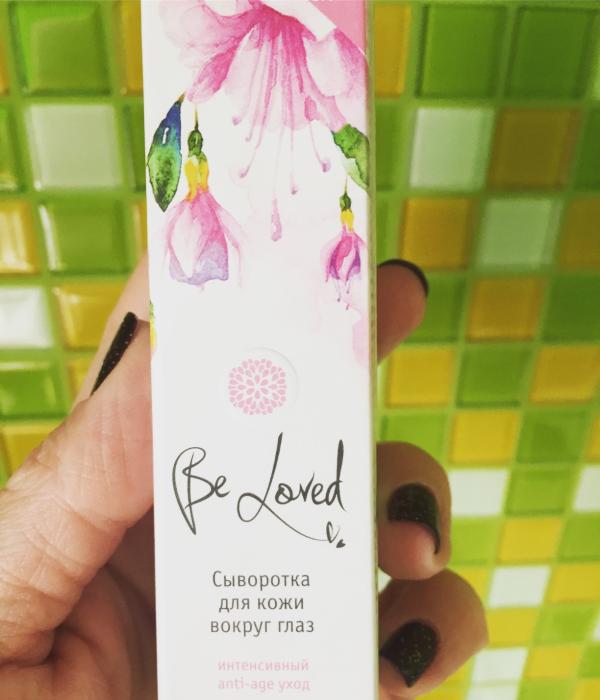 Be Loved
Сыворотка
для кожи
вокруг глаз
интенсивный
anti-age уход